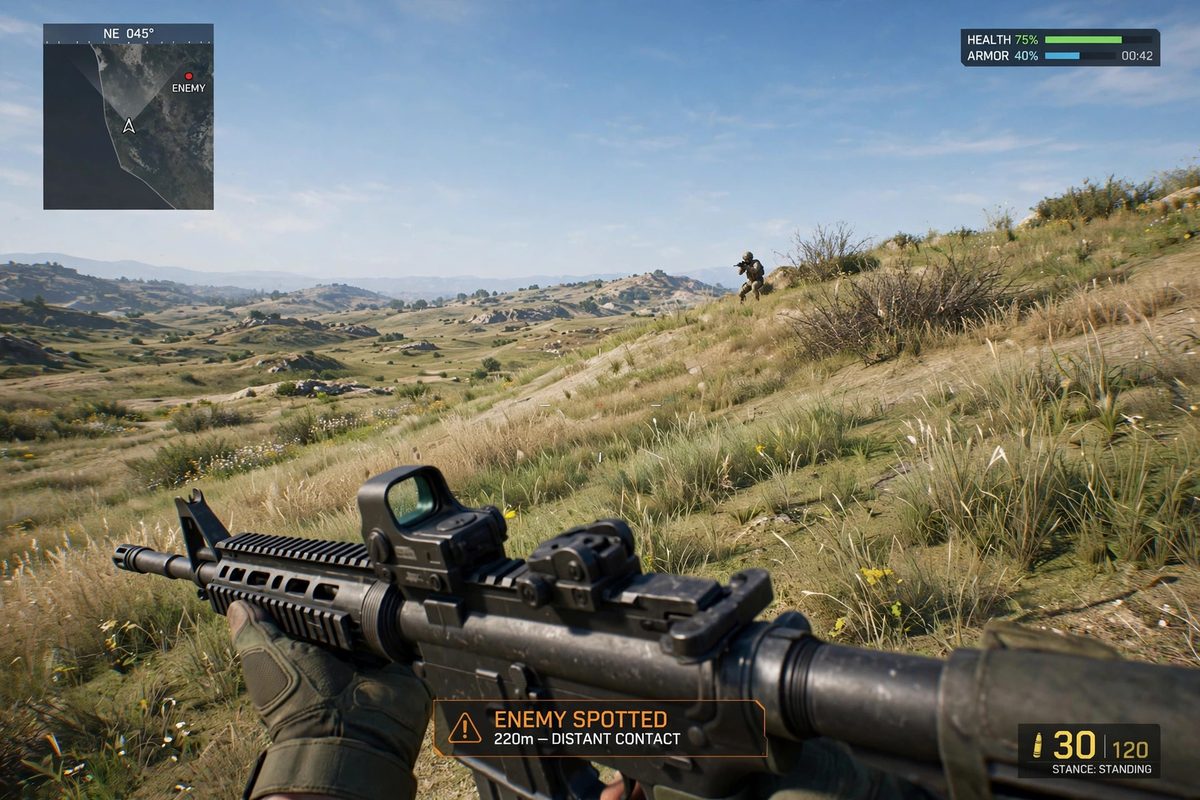 NE 045°
ENEMY
HEALTH 75%
ARMOR 40% 00:42
ENEMY SPOTTED
220m – DISTANT CONTACT
30 | 120
STANCE: STANDING